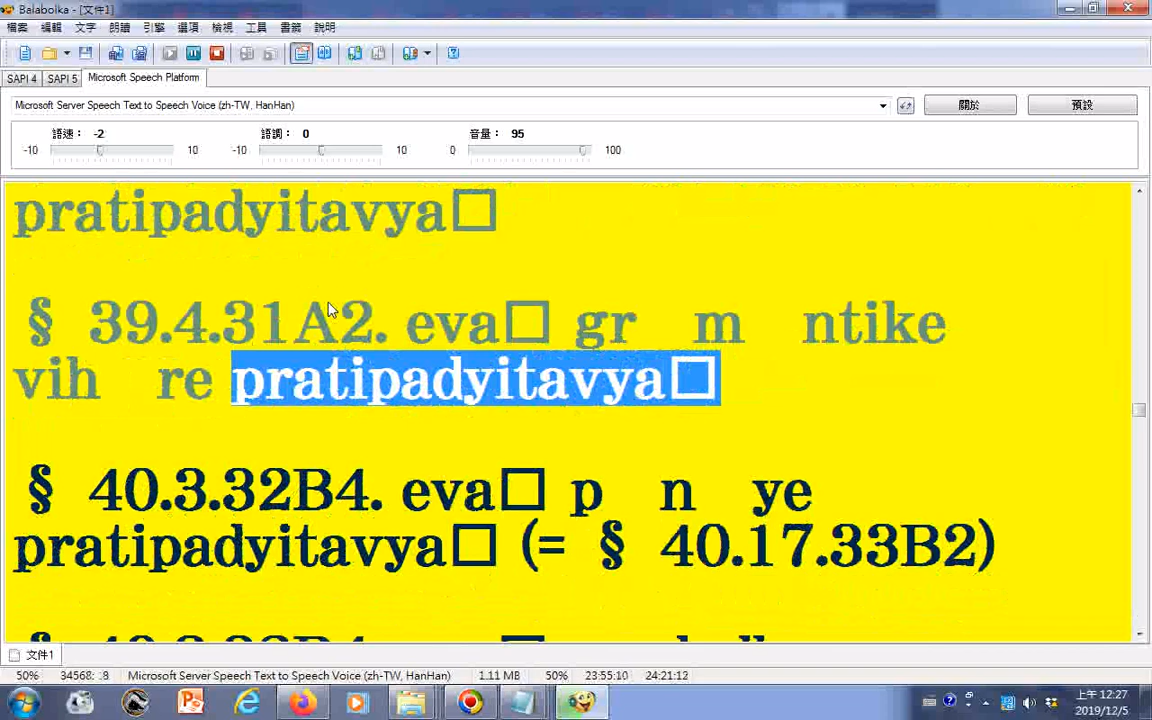 Balabolka - [文件1]
檔案 編輯 文字 朗讀 引擎 選項 檢視 工具 書籤 說明
SAPI 4 SAPI 5 Microsoft Speech Platform
Microsoft Server Speech Text to Speech Voice (zh-TW, HanHan) 關於 預設
語速： -2 語調： 0 音量： 95
-10 10 -10 10 0 100
pratipadyitavya□
§ 39.4.31A2. eva□ gr m ntike
vih re pratipadyitavya□
§ 40.3.32B4. eva□ p n ye
pratipadyitavya□ (= § 40.17.33B2)
文件1
50% 34568: .8 Microsoft Server Speech Text to Speech Voice (zh-TW, HanHan) 1.11 MB 50% 23:55:10 24:21:12
上午 12:27
2019/12/5